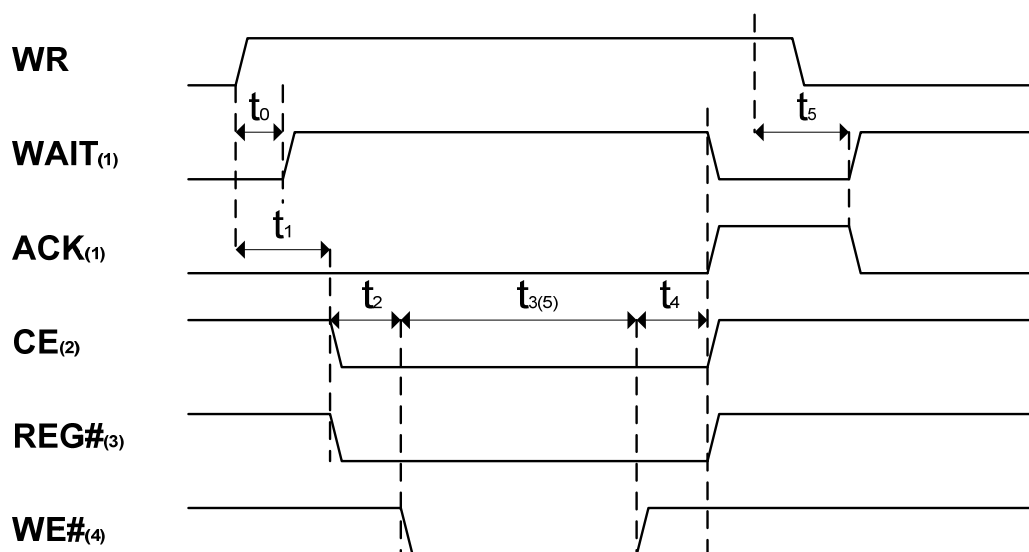 WR
t0
t5
WAIT(1)
t1
ACK(1)
t2
t3(5)
t4
CE(2)
REG#(3)
WE#(4)